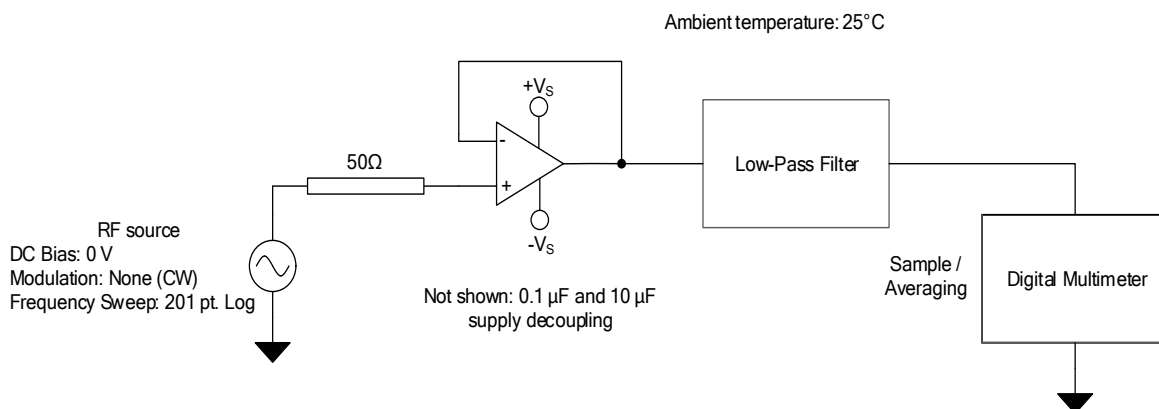 Ambient temperature: 25°C
+VS
-
50Ω
Low-Pass Filter
+
RF source
-VS
DC Bias: 0 V
Modulation: None (CW)
Frequency Sweep: 201 pt. Log
Not shown: 0.1 µF and 10 µF
supply decoupling
Sample /
Averaging
Digital Multimeter